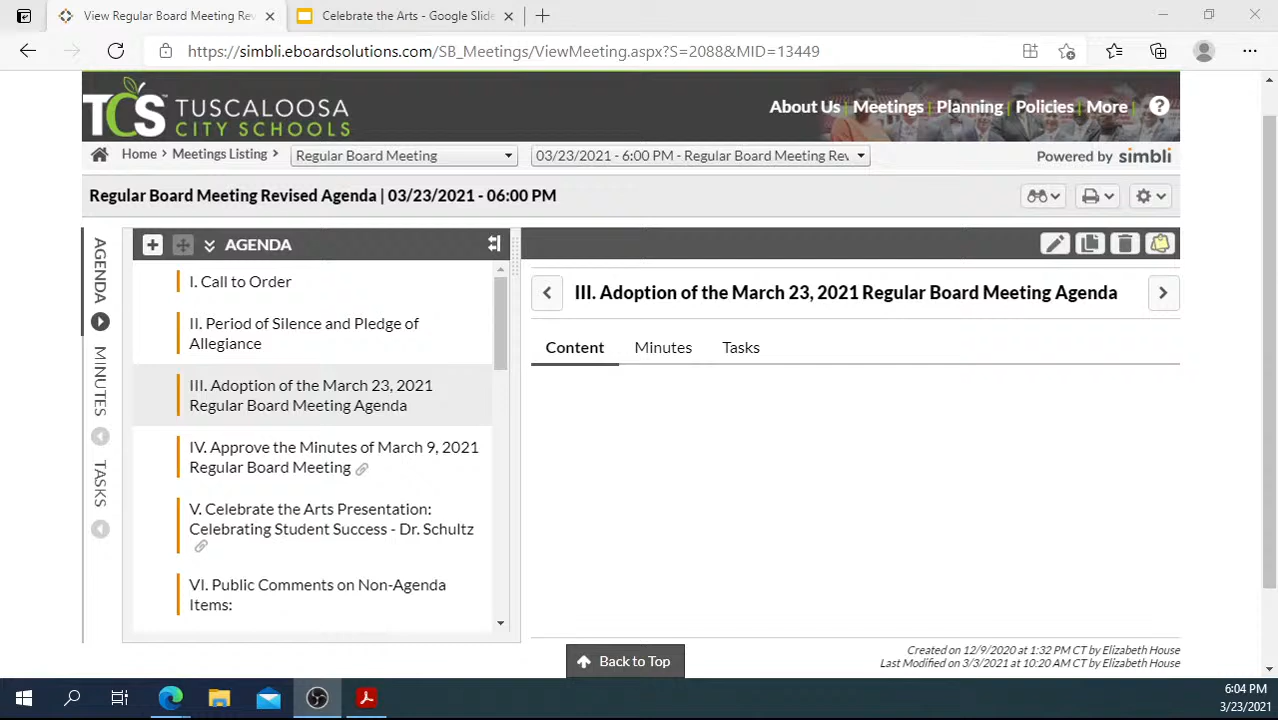 View Regular Board Meeting Rev
Celebrate the Arts - Google Slide
https://simbli.eboardsolutions.com/SB_Meetings/ViewMeeting.aspx?S=2088&MID=13449
TCS TUSCALOOSA
CITY SCHOOLS
About Us
Meetings
Planning
Policies
More
Home
Meetings Listing
Regular Board Meeting
03/23/2021 - 6:00 PM - Regular Board Meeting Rev
Powered by simbli
Regular Board Meeting Revised Agenda | 03/23/2021 - 06:00 PM
AGENDA
MINUTES
TASKS
AGENDA
I. Call to Order
II. Period of Silence and Pledge of
Allegiance
III. Adoption of the March 23, 2021
Regular Board Meeting Agenda
IV. Approve the Minutes of March 9, 2021
Regular Board Meeting
V. Celebrate the Arts Presentation:
Celebrating Student Success - Dr. Schultz
VI. Public Comments on Non-Agenda
Items:
III. Adoption of the March 23, 2021 Regular Board Meeting Agenda
Content
Minutes
Tasks
Back to Top
Created on 12/9/2020 at 1:32 PM CT by Elizabeth House
Last Modified on 3/3/2021 at 10:20 AM CT by Elizabeth House
6:04 PM
3/23/2021